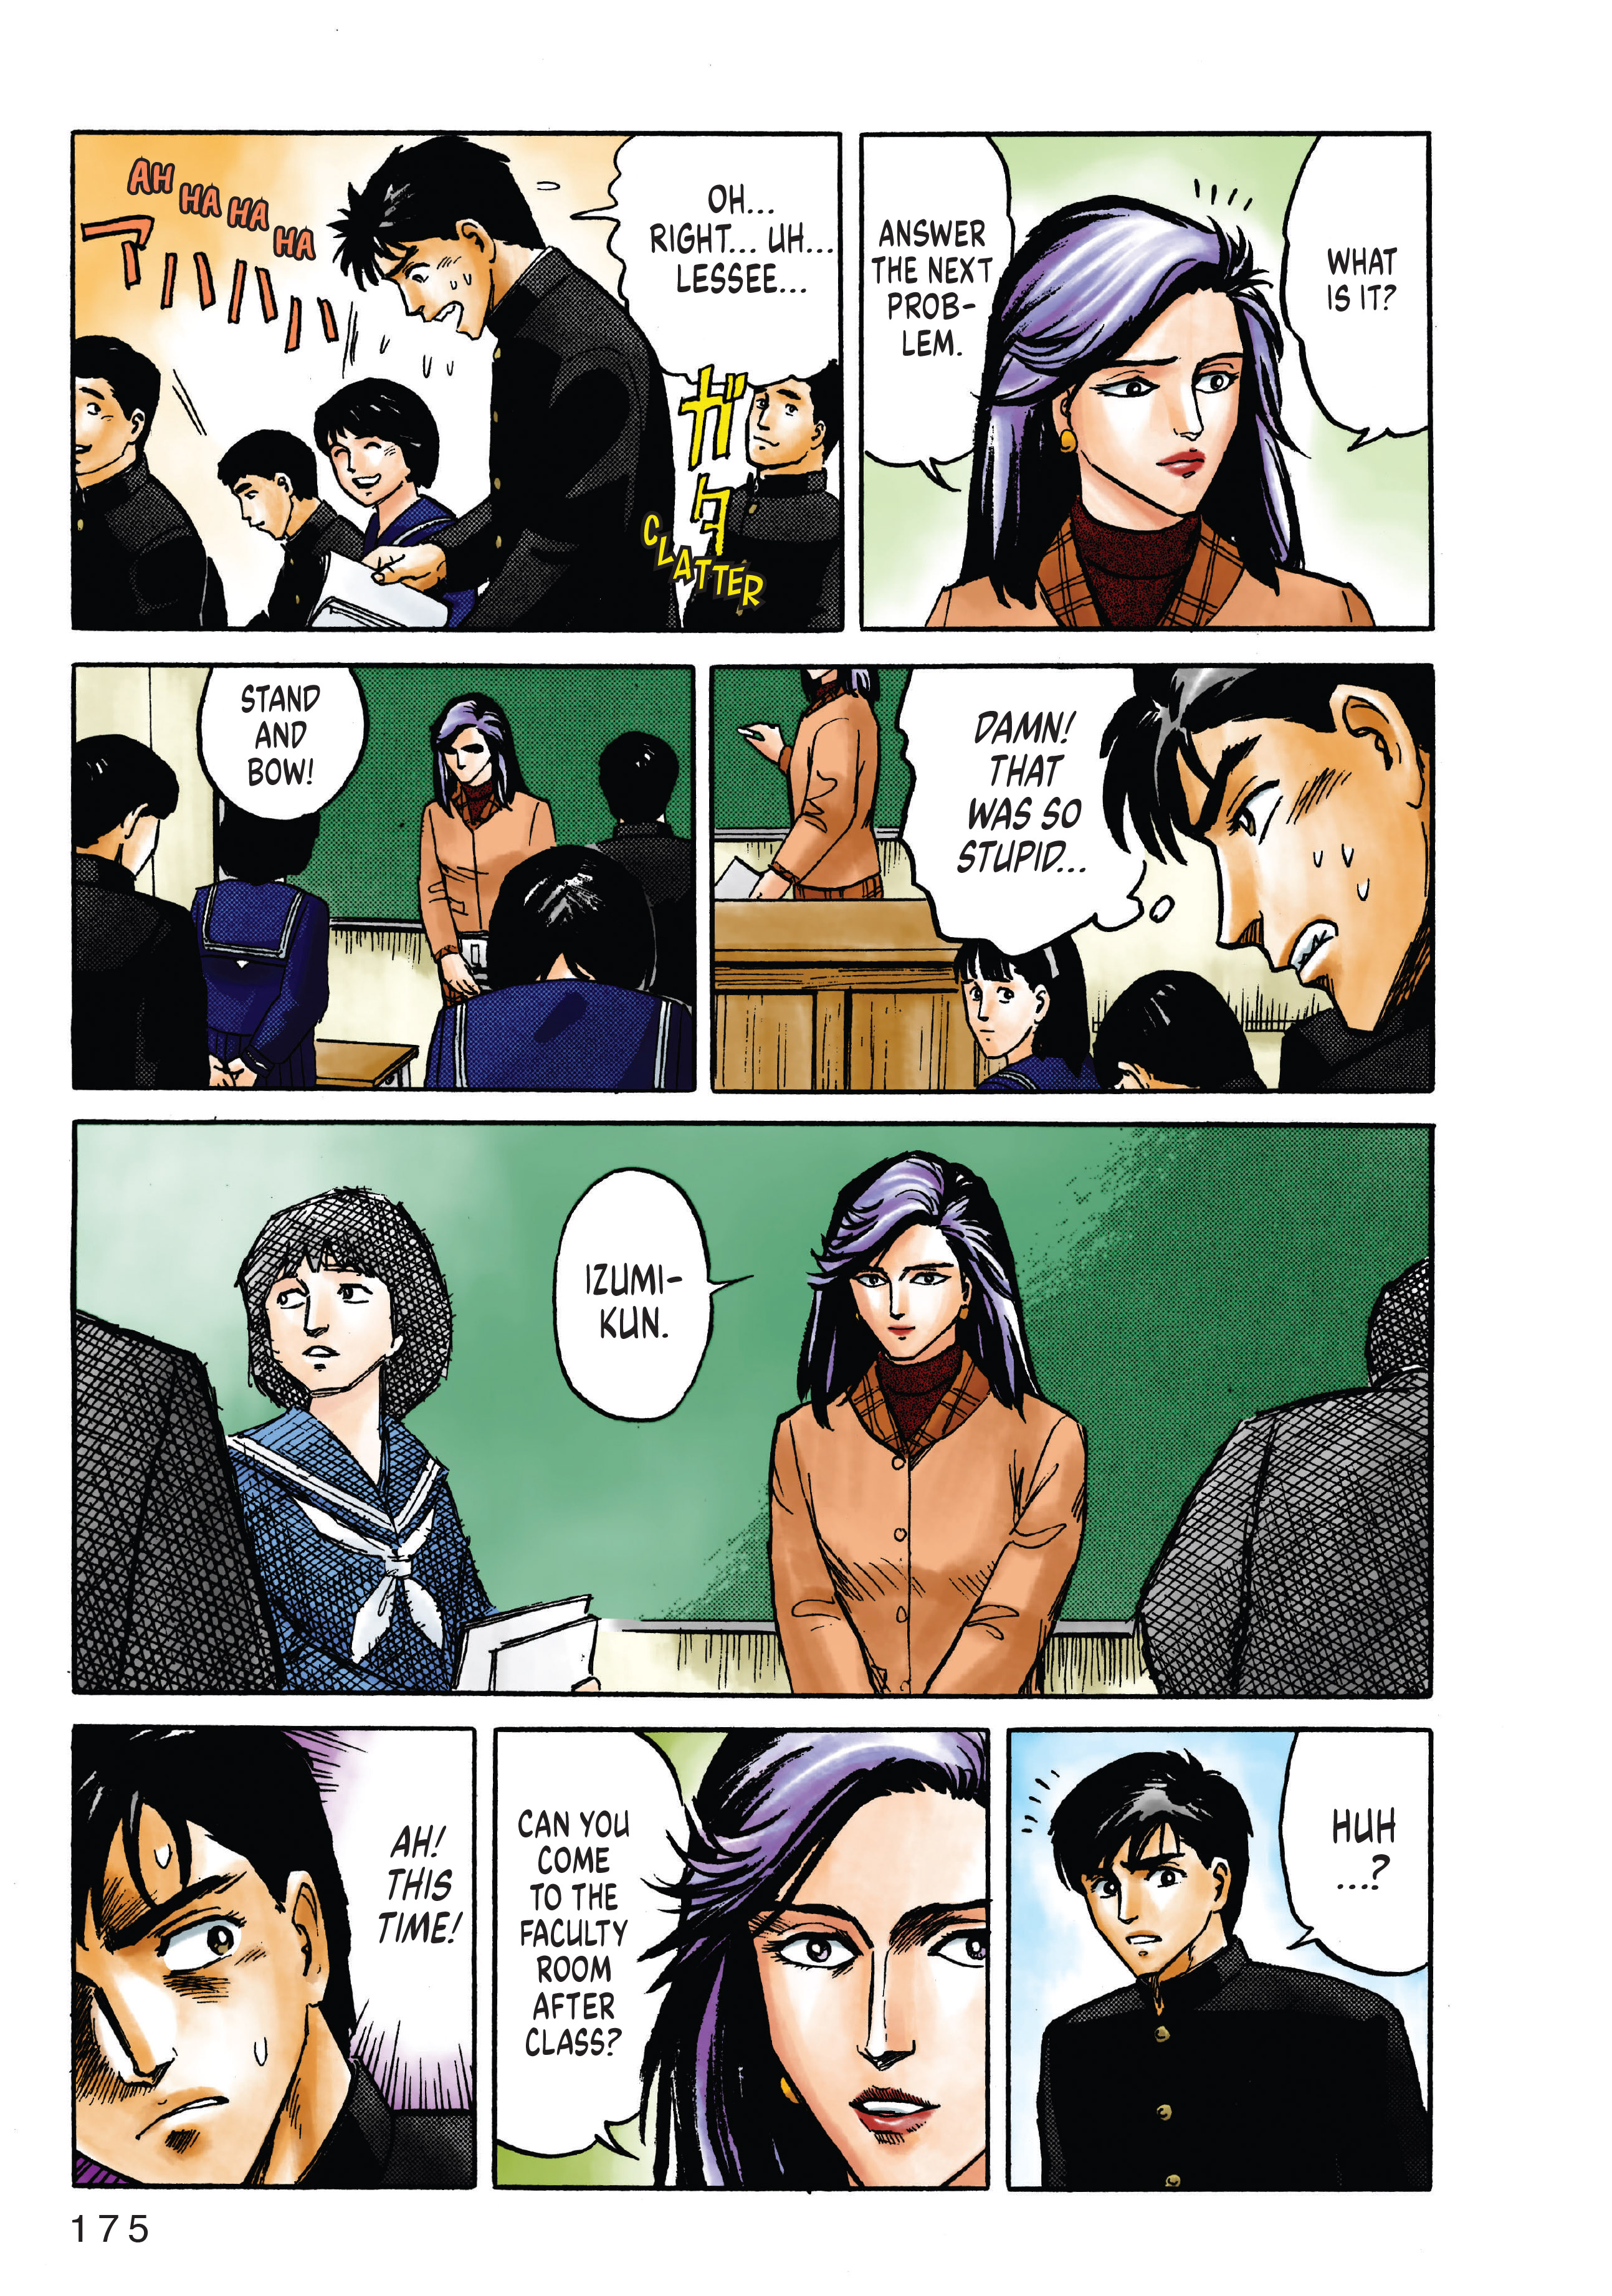 WHAT
IS IT?
ANSWER
THE NEXT
PROB-
LEM.
OH...
RIGHT... UH...
LESSEE...
ガタ
CLATTER
AH
HA
HA
HA
アハハハハ
DAMN!
THAT
WAS SO
STUPID...
STAND
AND
BOW!
IZUMI-
KUN.
HUH
...?
CAN YOU
COME
TO THE
FACULTY
ROOM
AFTER
CLASS?
AH!
THIS
TIME!
175